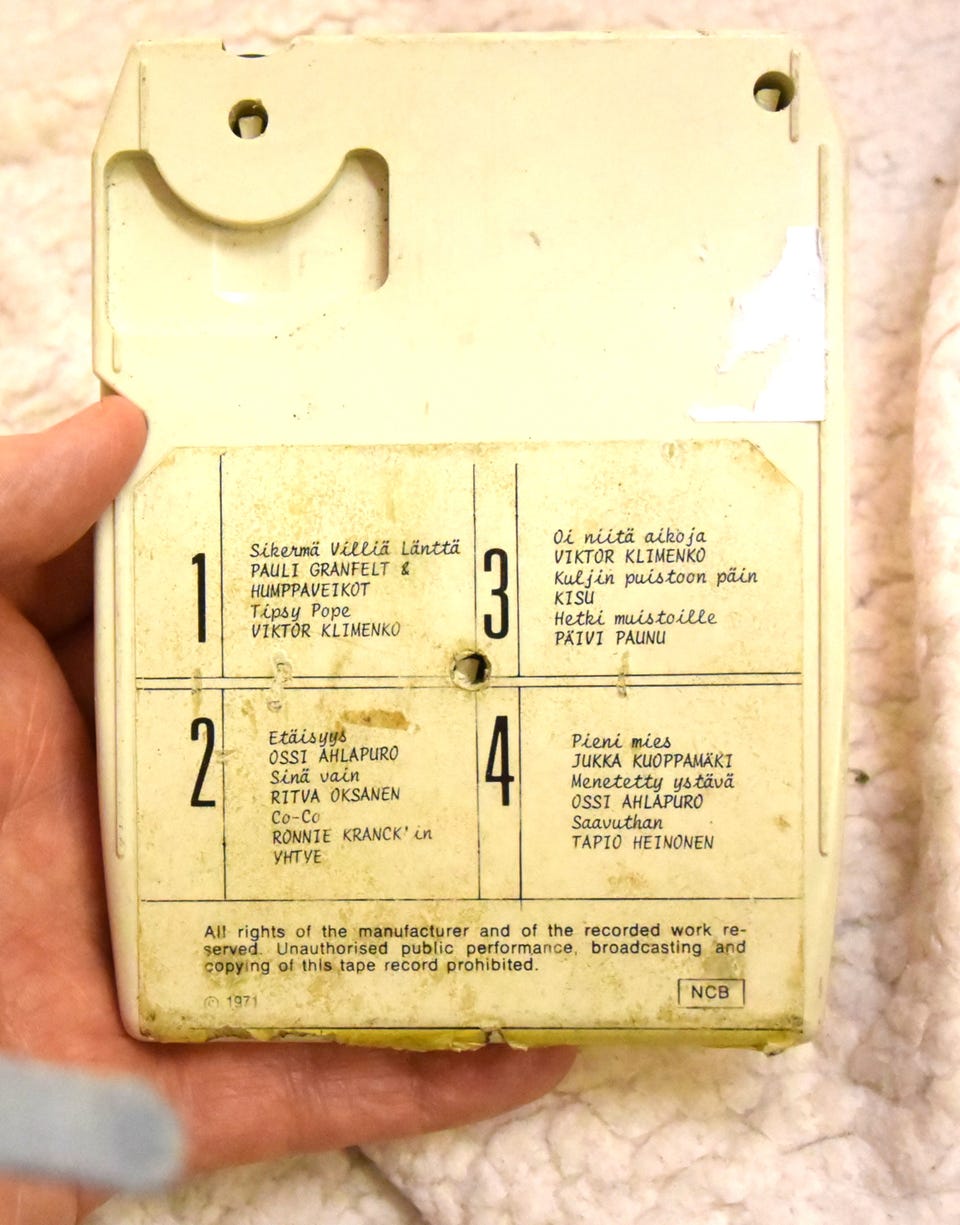 1
Sikermä Villiä Länttä
PAULI GRANFELT &
HUMPPAVEIKOT
Tipsy Pope
VIKTOR KLIMENKO
2
Etäisyys
OSSI AHLAPURO
Sinä vain
RITVA OKSANEN
Co-Co
RONNIE KRANCK'in
YHTYE
3
Oi niitä aikoja
VIKTOR KLIMENKO
Kuljin puistoon päin
KISU
Hetki muistoille
PÄIVI PAUNU
4
Pieni mies
JUKKA KUOPPAMÄKI
Menetetty ystävä
OSSI AHLAPURO
Saavuthan
TAPIO HEINONEN
All rights of the manufacturer and of the recorded work re-
served. Unauthorised public performance, broadcasting and
copying of this tape record prohibited.
© 1971
NCB